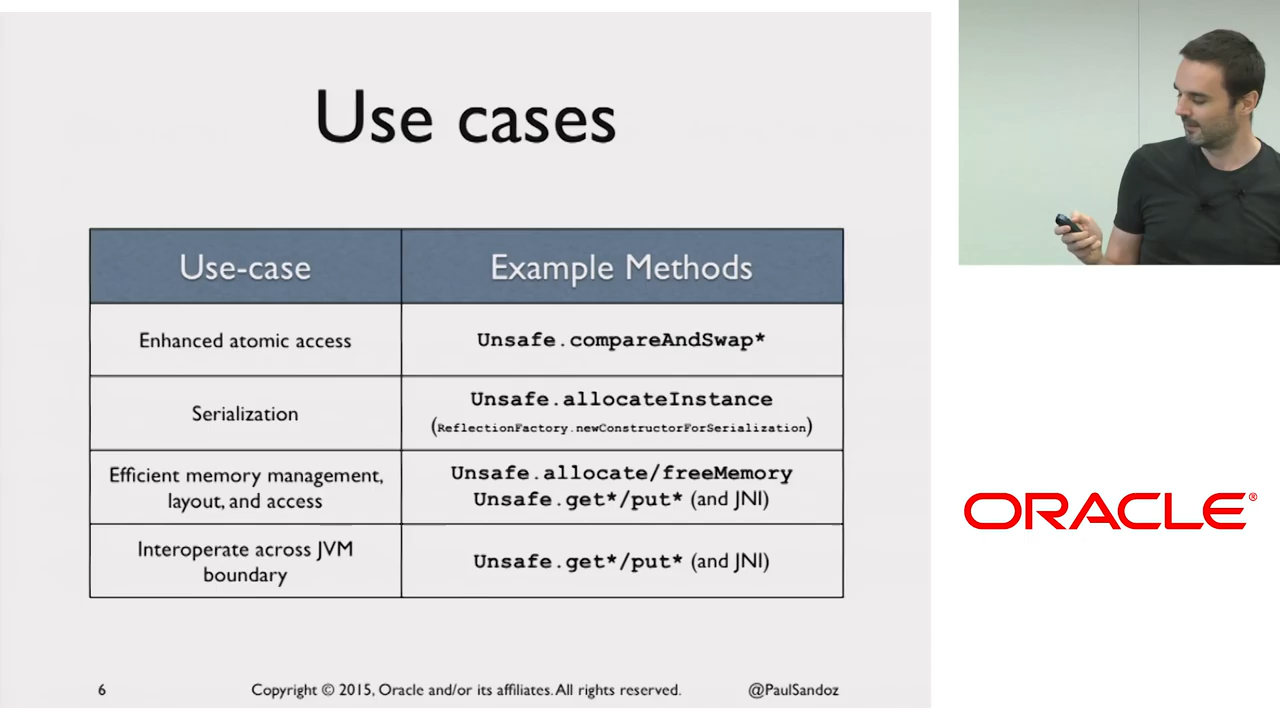 Use cases
Use-case
Example Methods
Enhanced atomic access
Unsafe.compareAndSwap*
Serialization
Unsafe.allocateInstance
(ReflectionFactory.newConstructorForSerialization)
Efficient memory management,
layout, and access
Unsafe.allocate/freeMemory
Unsafe.get*/put* (and JNI)
Interoperate across JVM
boundary
Unsafe.get*/put* (and JNI)
6
Copyright © 2015, Oracle and/or its affiliates. All rights reserved.
@PaulSandoz
ORACLE®